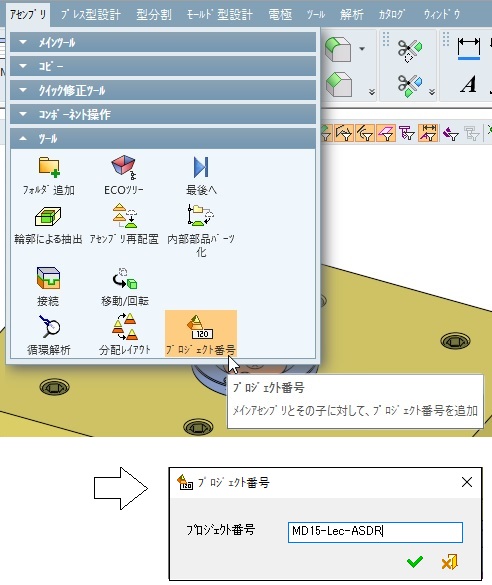 アセンブリ プレス型設計 型分割 モールド型設計 電極 ツール 解析 カタログ ウィンドウ
メインツール
コピー
クイック修正ツール
コンポーネント操作
ツール
フォルダ追加 ECOツリー 最後へ
輪郭による抽出 アセンブリ再配置 内部部品パーツ
化
接続 移動/回転
120
循環解析 分配レイアウト プロジェクト番号
プロジェクト番号
メインアセンブリとその子に対して、プロジェクト番号を追加
A
120 プロジェクト番号
プロジェクト番号 MD15-Lec-ASDR